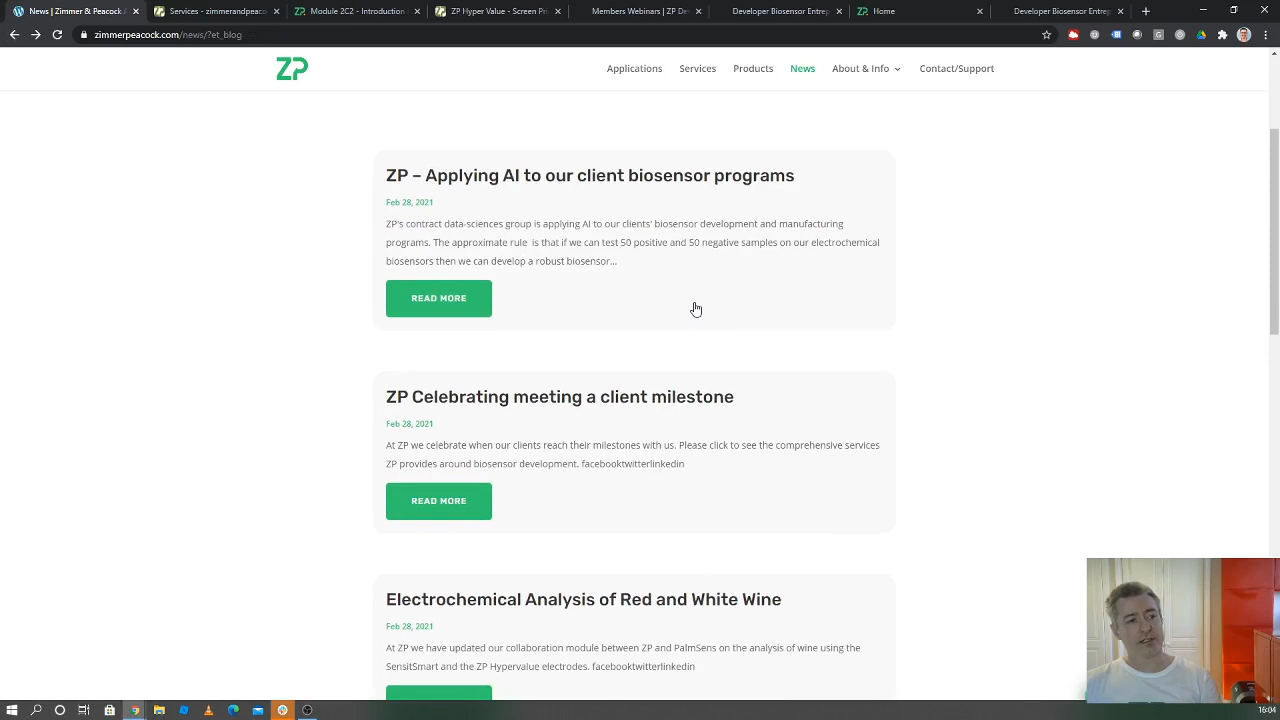 News | Zimmer & Peacock
Services - zimmerandpeaco
Module 2C2 - Introduction
ZP Hyper Value - Screen Prin
Members Webinars | ZP De
Developer Biosensor Entrep
Home
Developer Biosensor Entrep
zimmerpeacock.com/news/?et_blog
ZP
Applications
Services
Products
News
About & Info
Contact/Support
ZP – Applying AI to our client biosensor programs
Feb 28, 2021
ZP's contract data-sciences group is applying AI to our clients' biosensor development and manufacturing
programs. The approximate rule is that if we can test 50 positive and 50 negative samples on our electrochemical
biosensors then we can develop a robust biosensor...
READ MORE
ZP Celebrating meeting a client milestone
Feb 28, 2021
At ZP we celebrate when our clients reach their milestones with us. Please click to see the comprehensive services
ZP provides around biosensor development. facebooktwitterlinkedin
READ MORE
Electrochemical Analysis of Red and White Wine
Feb 28, 2021
At ZP we have updated our collaboration module between ZP and PalmSens on the analysis of wine using the
SensitSmart and the ZP Hypervalue electrodes. facebooktwitterlinkedin
16:04